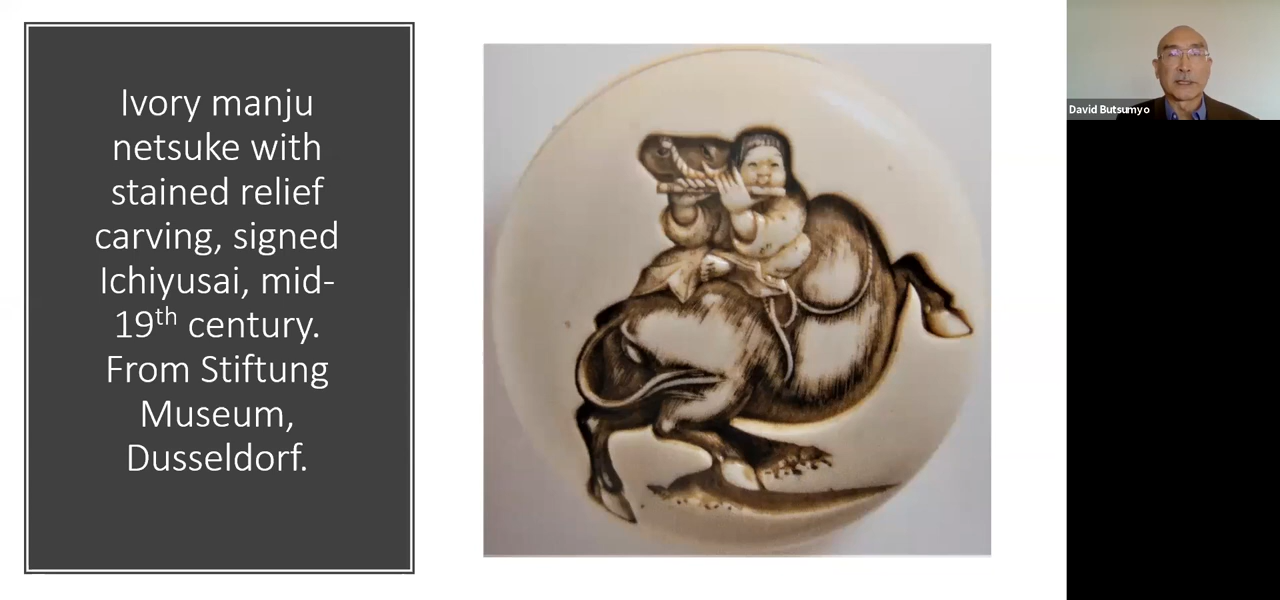 Ivory manju
netsuke with
stained relief
carving, signed
Ichiyusai, mid-
19th century.
From Stiftung
Museum,
Dusseldorf.
David Butsumyo